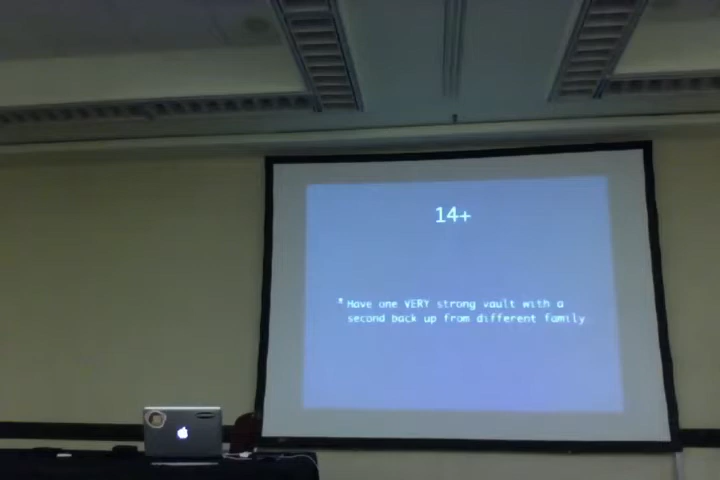 14+
* Have one VERY strong vault with a
second back up from different family